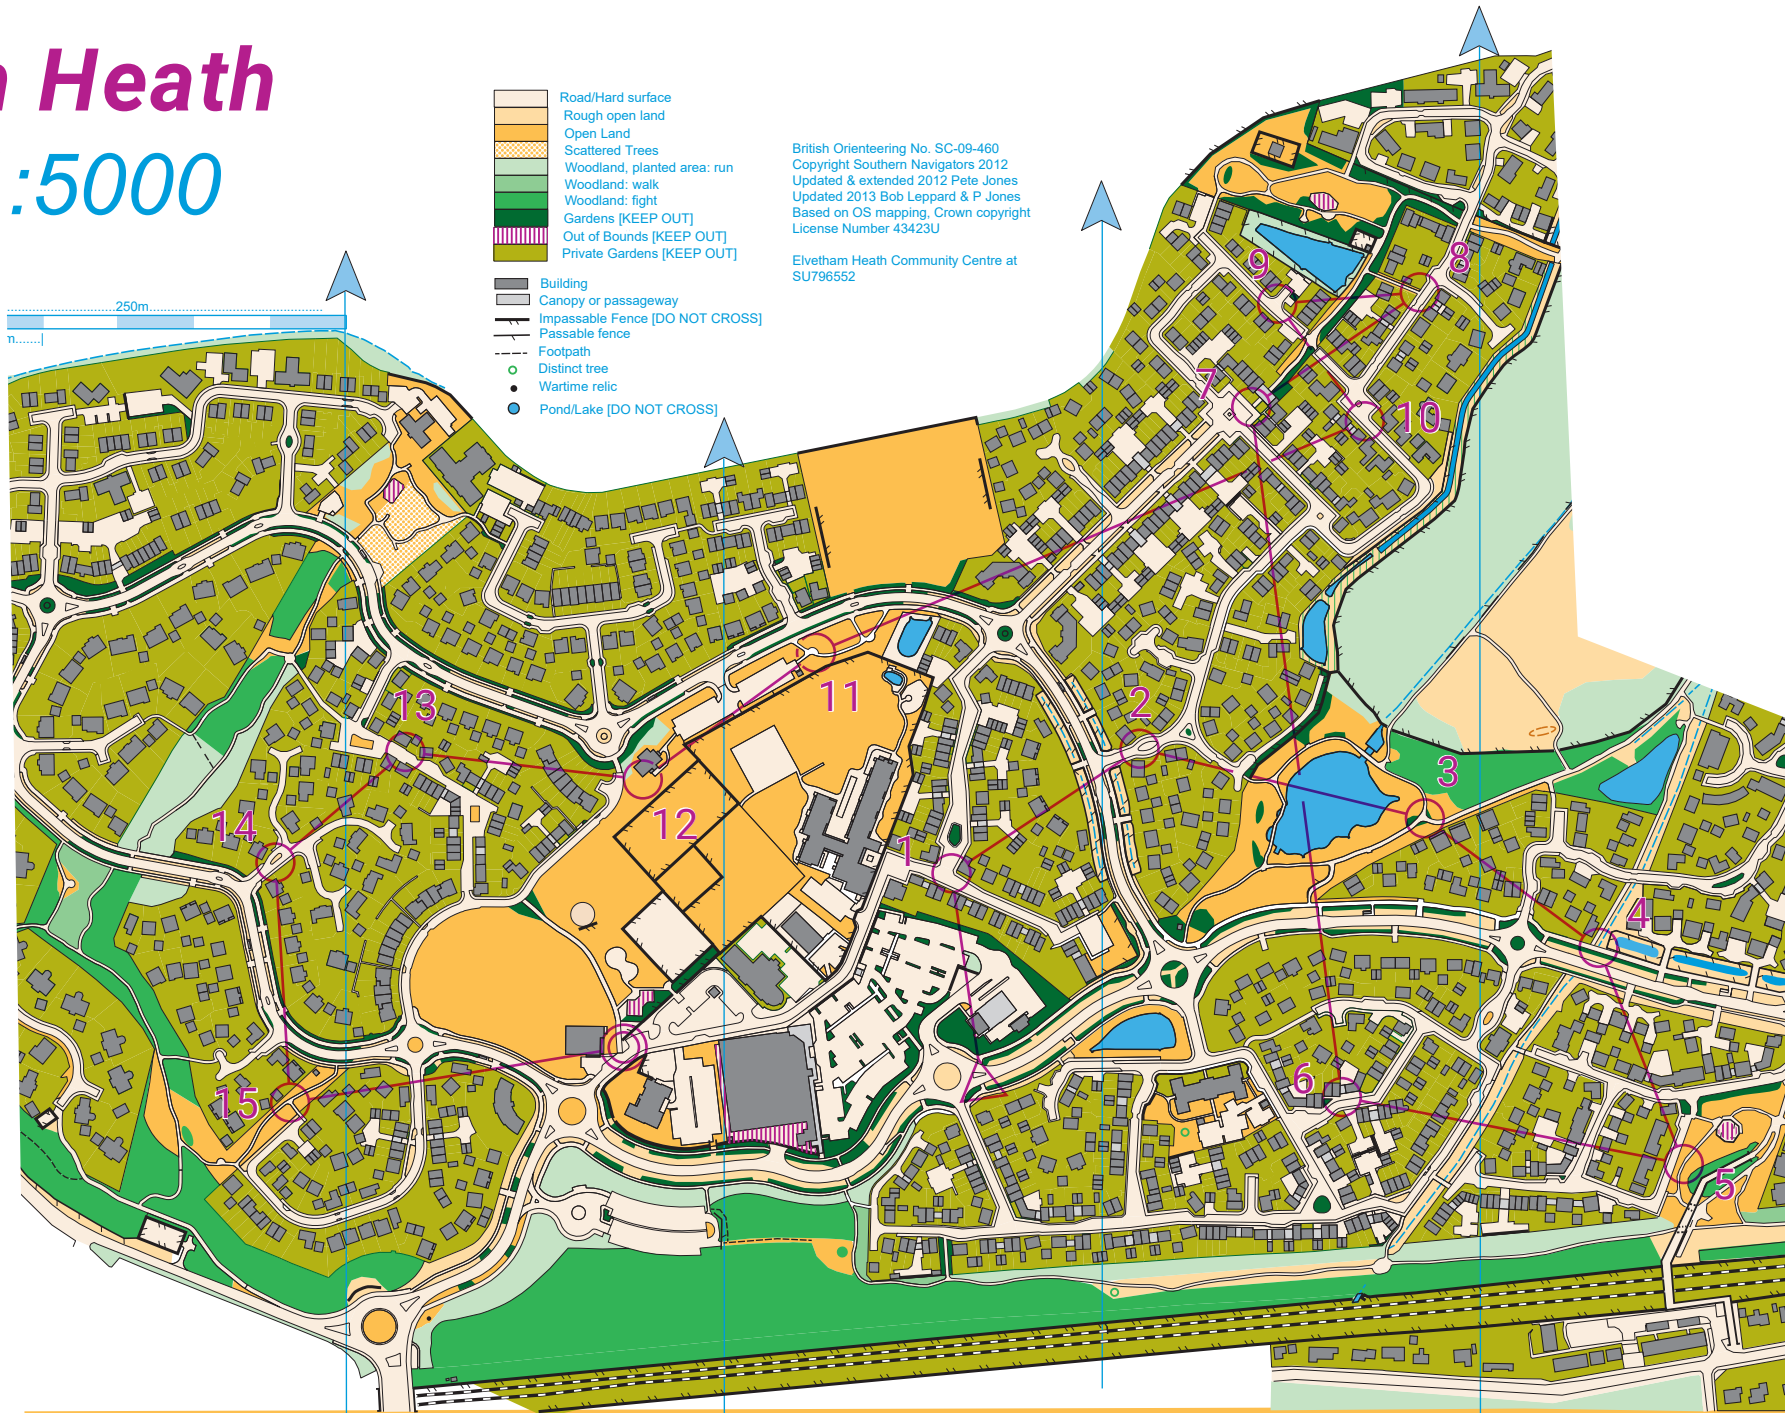 Heath
:5000
250m
Road/Hard surface
Rough open land
Open Land
Scattered Trees
Woodland, planted area: run
Woodland: walk
Woodland: fight
Gardens [KEEP OUT]
Out of Bounds [KEEP OUT]
Private Gardens [KEEP OUT]
Building
Canopy or passageway
Impassable Fence [DO NOT CROSS]
Passable fence
Footpath
Distinct tree
Wartime relic
Pond/Lake [DO NOT CROSS]
British Orienteering No. SC-09-460
Copyright Southern Navigators 2012
Updated & extended 2012 Pete Jones
Updated 2013 Bob Leppard & P Jones
Based on OS mapping, Crown copyright
License Number 43423U
Elvetham Heath Community Centre at
SU796552
8
9
7
10
11
2
13
3
12
14
1
4
6
15
5